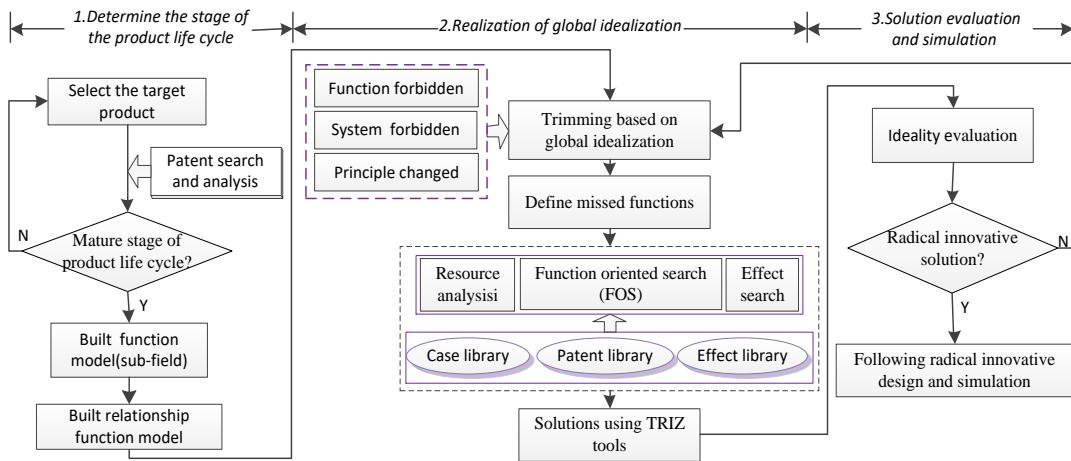 1.Determine the stage of
the product life cycle
2.Realization of global idealization
3.Solution evaluation
and simulation
Select the target
product
Patent search
and analysis
N
Mature stage of
product life cycle?
Y
Built function
model(sub-field)
Built relationship
function model
Function forbidden
System forbidden
Principle changed
Trimming based on
global idealization
Define missed functions
Resource
analysisi
Function oriented search
(FOS)
Effect
search
Case library
Patent library
Effect library
Solutions using TRIZ
tools
Ideality evaluation
Radical innovative
solution?
N
Y
Following radical innovative
design and simulation